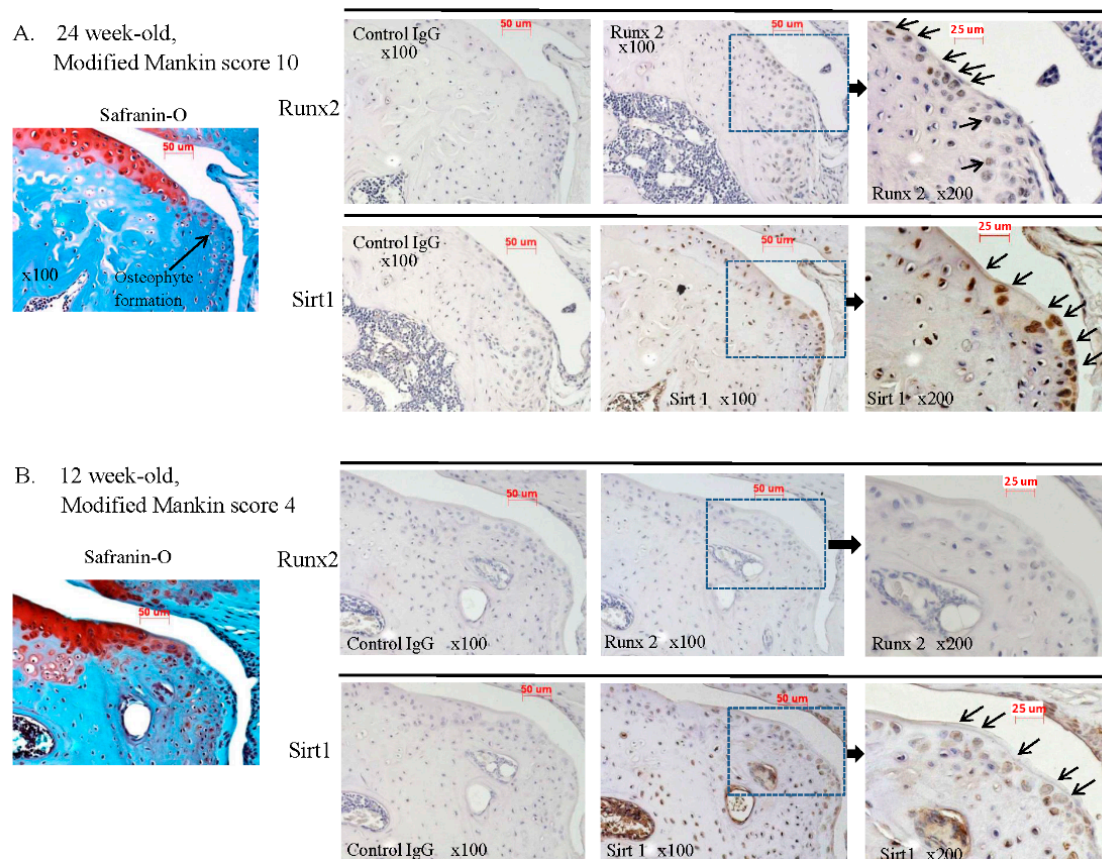 A. 24 week-old,
Modified Mankin score 10
Safranin-O
50 um
x100
Osteophyte
formation
Runx2
Control IgG
x100
50 um
Runx 2
x100
50 um
25 um
Runx 2 x200
Sirt1
Control IgG
x100
50 um
50 um
Sirt 1 x100
25 um
Sirt 1 x200
B. 12 week-old,
Modified Mankin score 4
Safranin-O
50 um
Runx2
50 um
Control IgG x100
50 um
Runx 2 x100
25 um
Runx 2 x200
Sirt1
50 um
Control IgG x100
50 um
Sirt 1 x100
25 um
Sirt1 x200